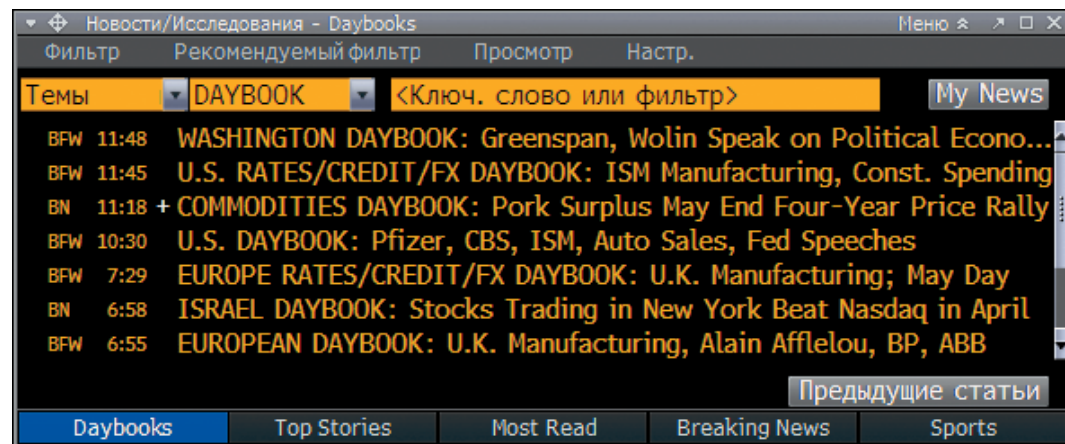 Новости/Исследования - Daybooks Меню
Фильтр Рекомендуемый фильтр Просмотр Настр.
Темы DAYBOOK <Ключ. слово или фильтр> My News
BFW 11:48 WASHINGTON DAYBOOK: Greenspan, Wolin Speak on Political Econo...
BFW 11:45 U.S. RATES/CREDIT/FX DAYBOOK: ISM Manufacturing, Const. Spending
BN 11:18 + COMMODITIES DAYBOOK: Pork Surplus May End Four-Year Price Rally
BFW 10:30 U.S. DAYBOOK: Pfizer, CBS, ISM, Auto Sales, Fed Speeches
BFW 7:29 EUROPE RATES/CREDIT/FX DAYBOOK: U.K. Manufacturing; May Day
BN 6:58 ISRAEL DAYBOOK: Stocks Trading in New York Beat Nasdaq in April
BFW 6:55 EUROPEAN DAYBOOK: U.K. Manufacturing, Alain Afflelou, BP, ABB
Предыдущие статьи
Daybooks Top Stories Most Read Breaking News Sports